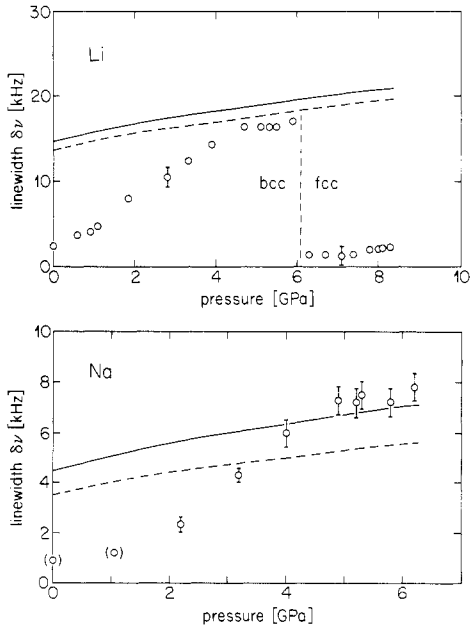 30
Li
20
linewidth δν [kHz]
10
bcc fcc
0
0 2 4 6 8 10
pressure [GPa]
10
Na
8
linewidth δν [kHz]
6
4
2
(o) (o)
0
0 2 4 6
pressure [GPa]